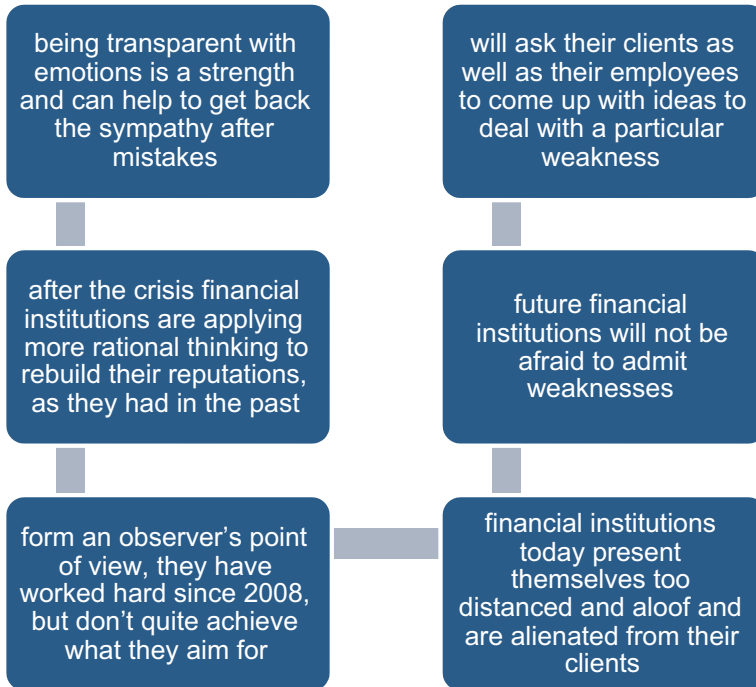 being transparent with
emotions is a strength
and can help to get back
the sympathy after
mistakes
after the crisis financial
institutions are applying
more rational thinking to
rebuild their reputations,
as they had in the past
form an observer’s point
of view, they have
worked hard since 2008,
but don’t quite achieve
what they aim for
financial institutions
today present
themselves too
distanced and aloof and
are alienated from their
clients
future financial
institutions will not be
afraid to admit
weaknesses
will ask their clients as
well as their employees
to come up with ideas to
deal with a particular
weakness